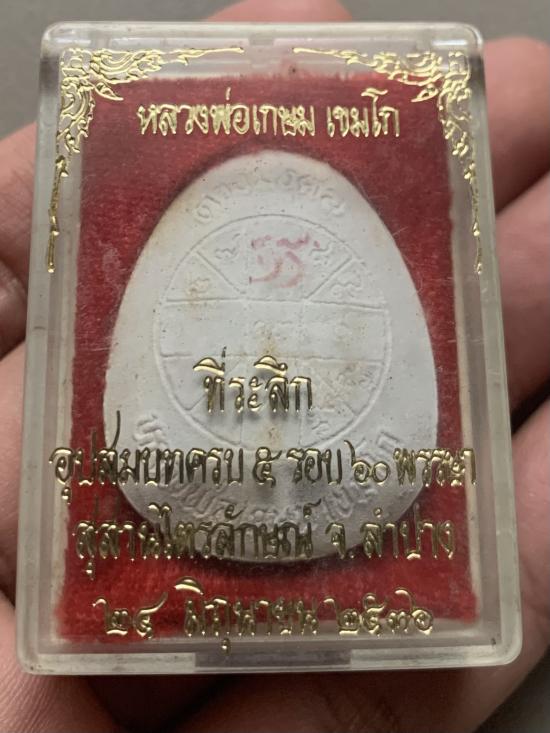 หลวงพ่อเกษม เขมโก
ที่ระลึก
อุปสมบทครบ ๕ รอบ ๖๐ พรรษา
สุสานไตรลักษณ์ จ. ลำปาง
๒๔ มิถุนายน ๒๕๓๖